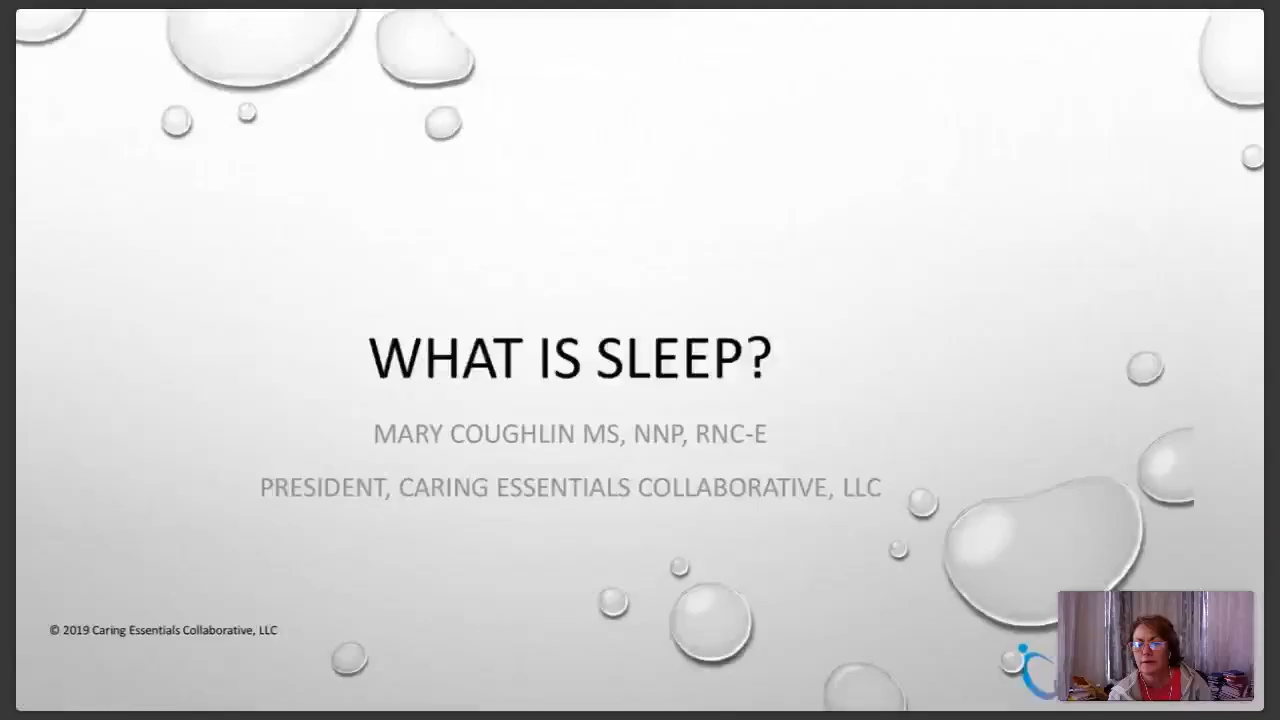 WHAT IS SLEEP?
MARY COUGHLIN MS, NNP, RNC-E
PRESIDENT, CARING ESSENTIALS COLLABORATIVE, LLC
© 2019 Caring Essentials Collaborative, LLC